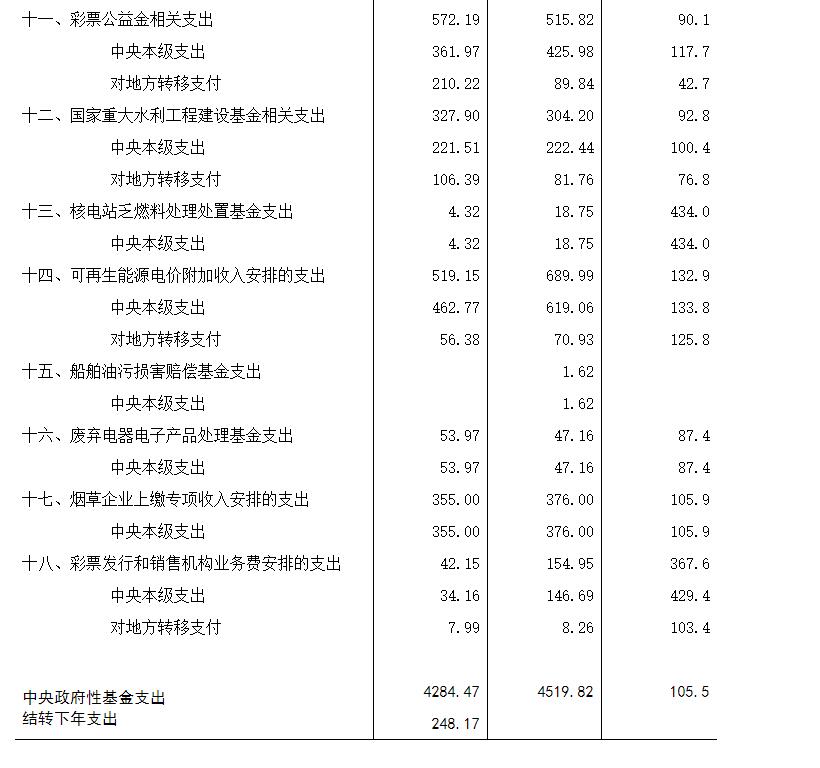 十一、彩票公益金相关支出 572.19 515.82 90.1
中央本级支出 361.97 425.98 117.7
对地方转移支付 210.22 89.84 42.7
十二、国家重大水利工程建设基金相关支出 327.90 304.20 92.8
中央本级支出 221.51 222.44 100.4
对地方转移支付 106.39 81.76 76.8
十三、核电站乏燃料处理处置基金支出 4.32 18.75 434.0
中央本级支出 4.32 18.75 434.0
十四、可再生能源电价附加收入安排的支出 519.15 689.99 132.9
中央本级支出 462.77 619.06 133.8
对地方转移支付 56.38 70.93 125.8
十五、船舶油污损害赔偿基金支出 1.62
中央本级支出 1.62
十六、废弃电器电子产品处理基金支出 53.97 47.16 87.4
中央本级支出 53.97 47.16 87.4
十七、烟草企业上缴专项收入安排的支出 355.00 376.00 105.9
中央本级支出 355.00 376.00 105.9
十八、彩票发行和销售机构业务费安排的支出 42.15 154.95 367.6
中央本级支出 34.16 146.69 429.4
对地方转移支付 7.99 8.26 103.4
中央政府性基金支出 4284.47 4519.82 105.5
结转下年支出 248.17